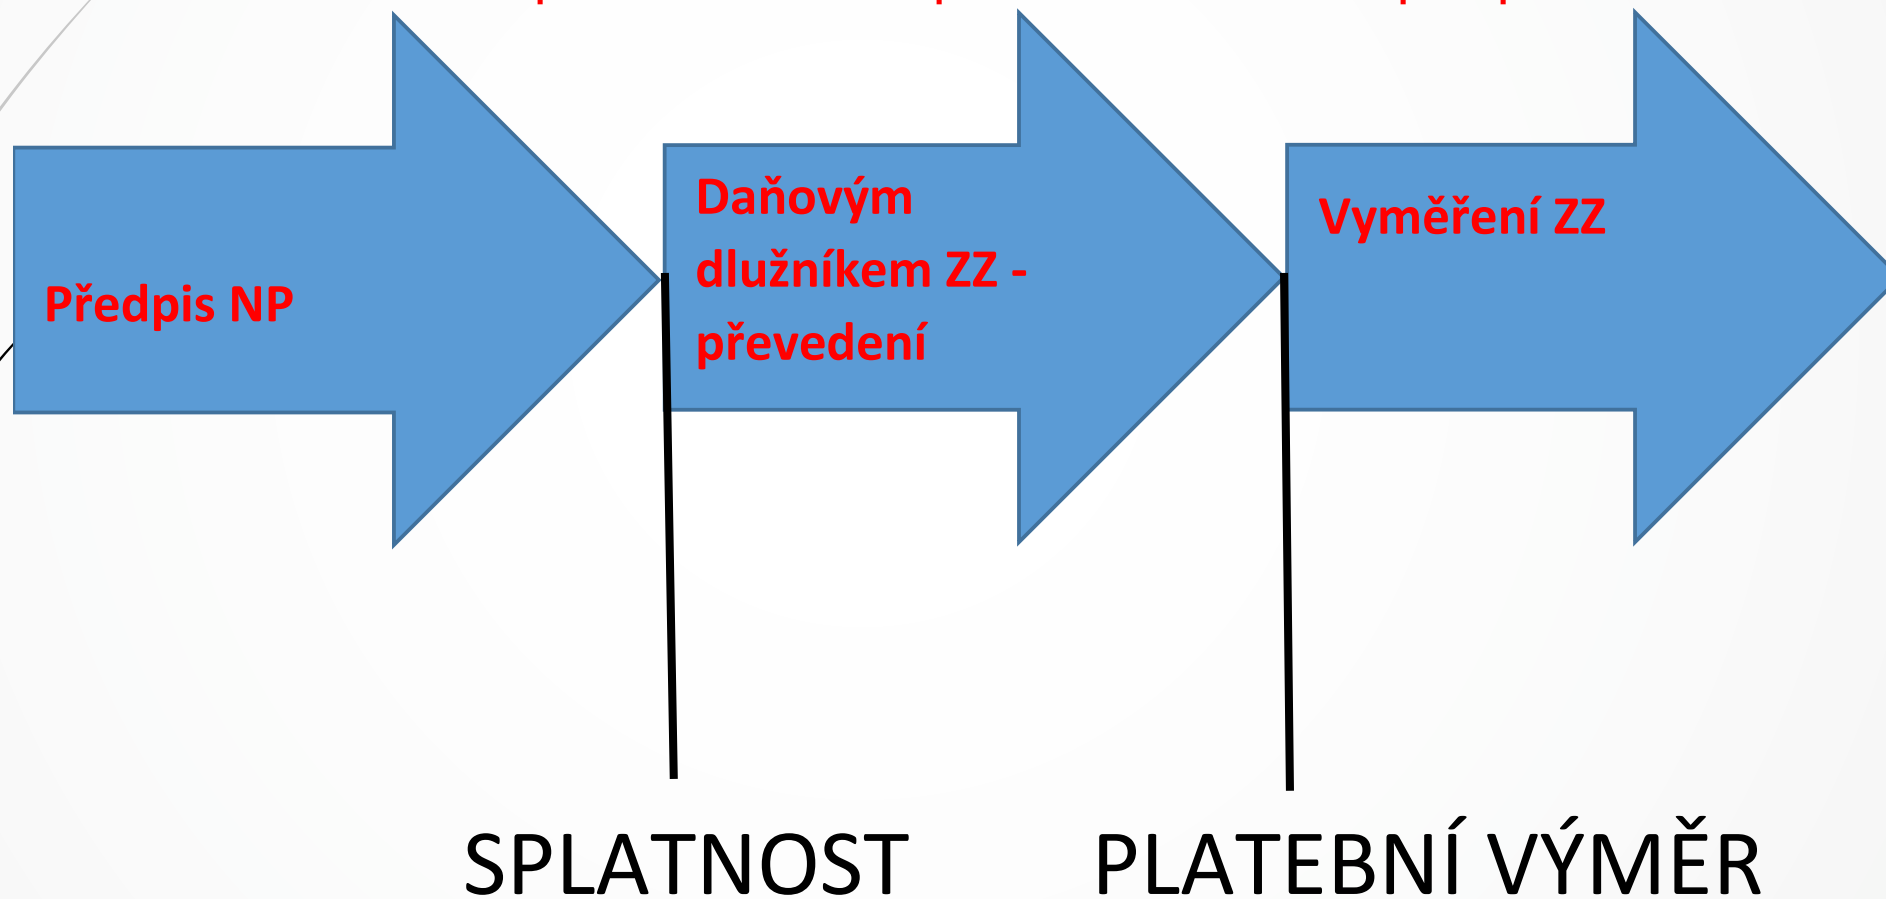 Předpis NP
Daňovým
dlužníkem ZZ -
převedení
Vyměření ZZ
SPLATNOST
PLATEBNÍ VÝMĚR